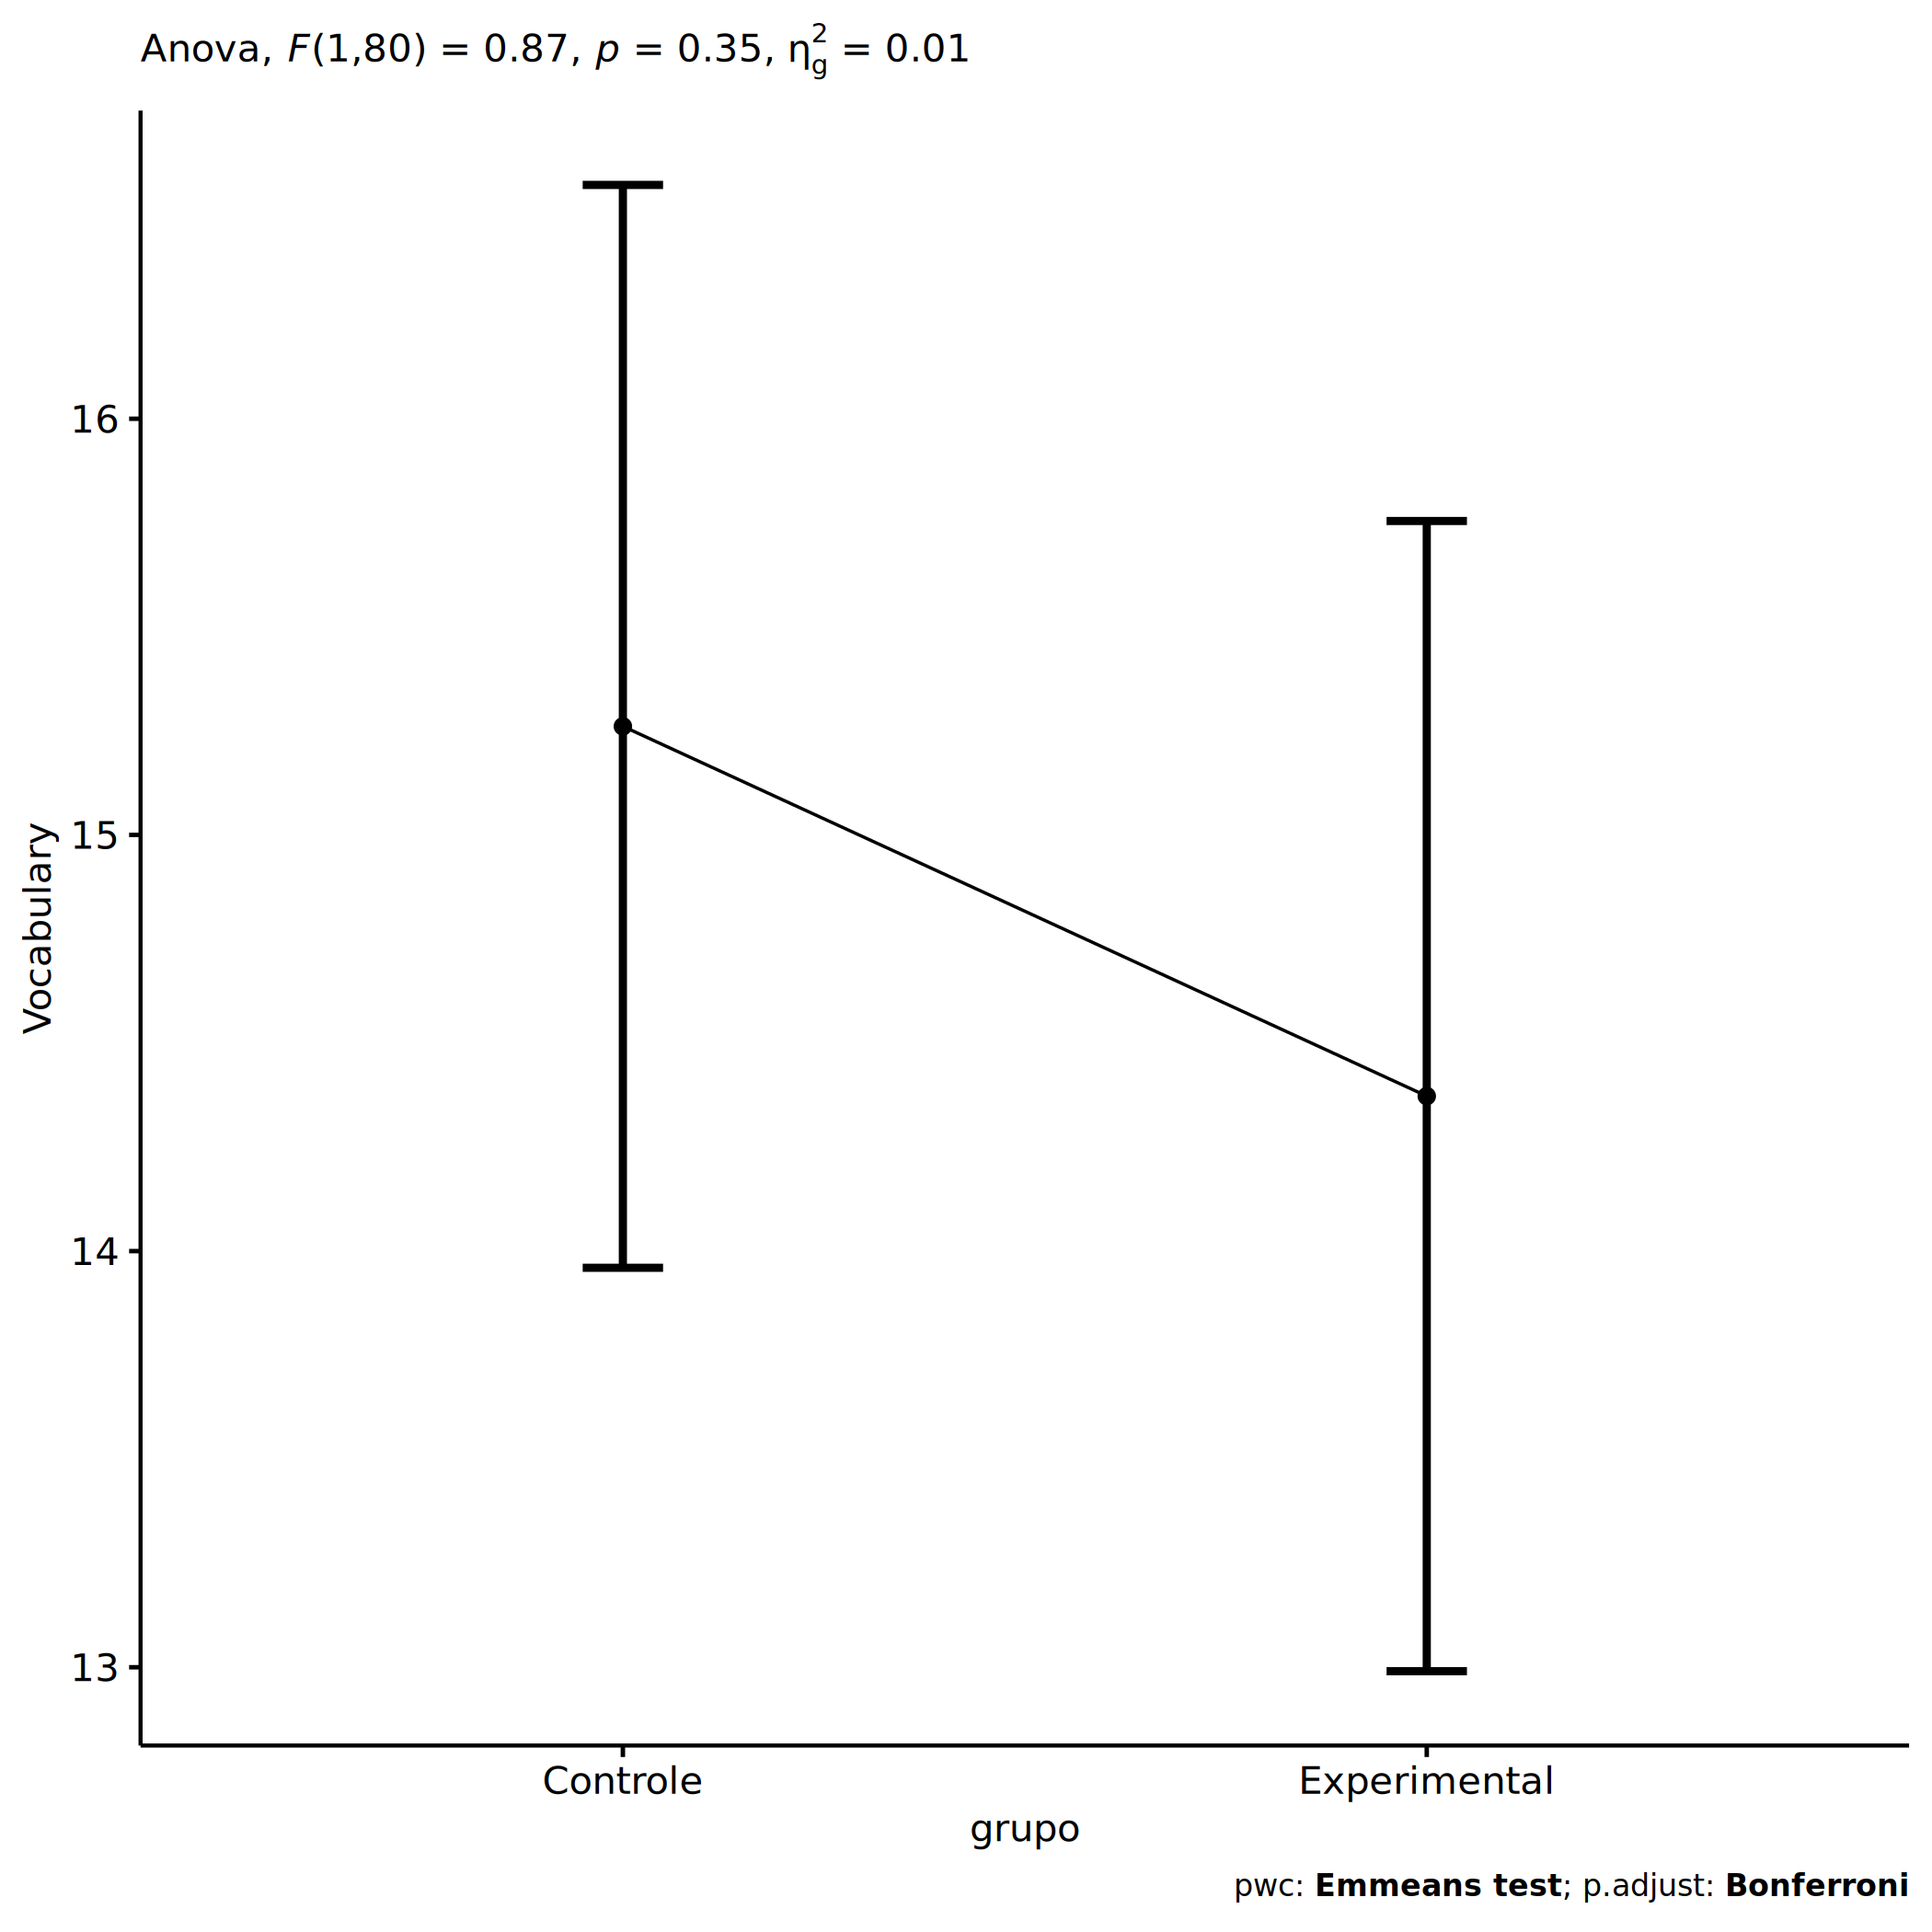 Anova, F(1,80) = 0.87, p = 0.35, η²g = 0.01
Vocabulary
16
15
14
13
Controle Experimental
grupo
pwc: Emmeans test; p.adjust: Bonferroni